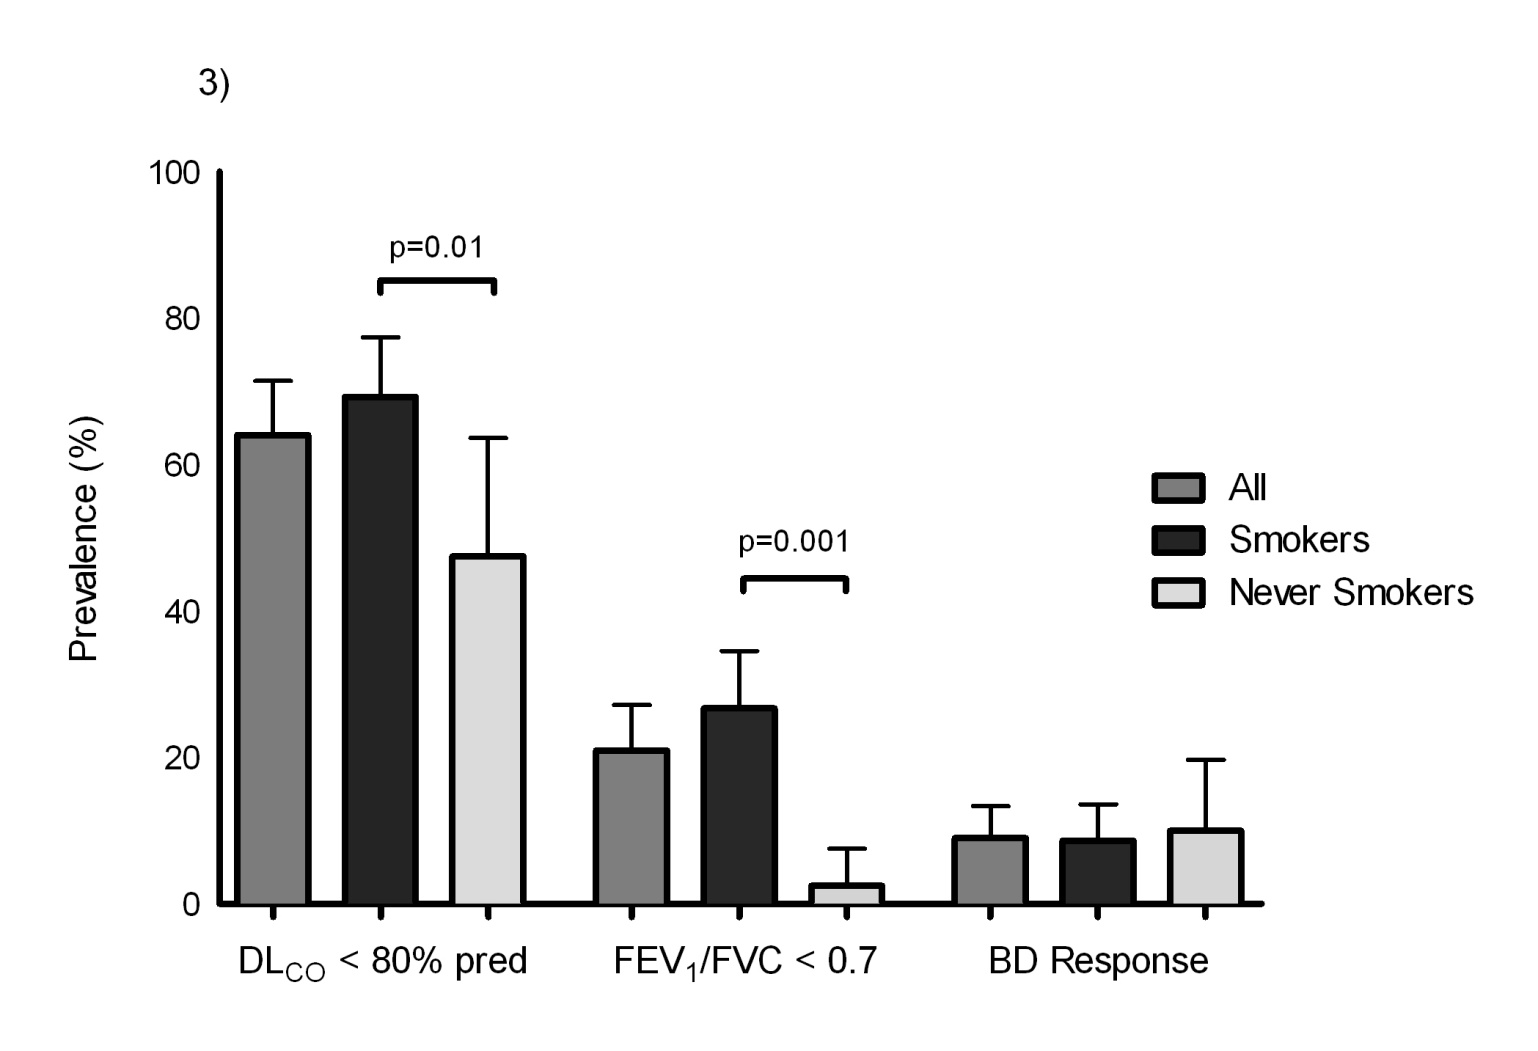 3)
100
80
60
40
20
0
Prevalence (%)
p=0.01
p=0.001
All
Smokers
Never Smokers
DLCO < 80% pred
FEV1/FVC < 0.7
BD Response